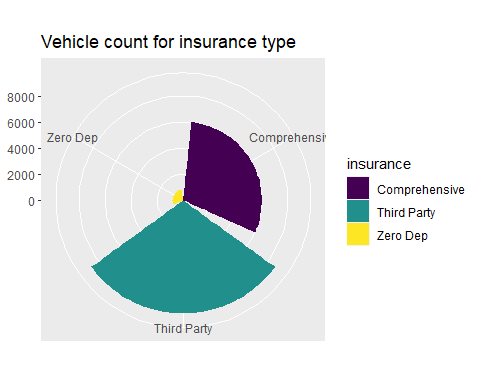 Vehicle count for insurance type
8000
6000
4000
2000
0
Zero Dep
Comprehensiv
Third Party
insurance
Comprehensive
Third Party
Zero Dep